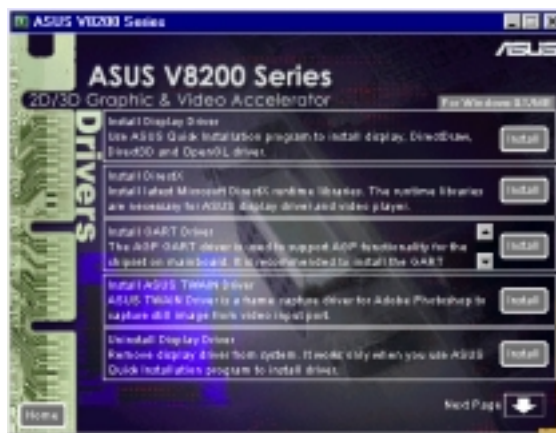 ASUS V8200 Series
ASUS
ASUS V8200 Series
2D/3D Graphic & Video Accelerator
For Windows 9X/ME
Drivers
Install Display Driver
Use ASUS Quick Installation program to install display, DirectDraw,
Direct3D and OpenGL driver.
Install
Install DirectX
Install latest Microsoft DirectX runtime libraries. The runtime libraries
are necessary for ASUS display driver and video player.
Install
Install GART Driver
The AGP GART driver is used to support AGP functionality for the
chipset on mainboard. It is recommended to install the GART
Install
Install ASUS TWAIN Driver
ASUS TWAIN Driver is a frame capture driver for Adobe Photoshop to
capture still image from video input port.
Install
Uninstall Display Driver
Remove display driver from system. It works only when you use ASUS
Quick Installation program to install driver.
Install
Next Page
Home